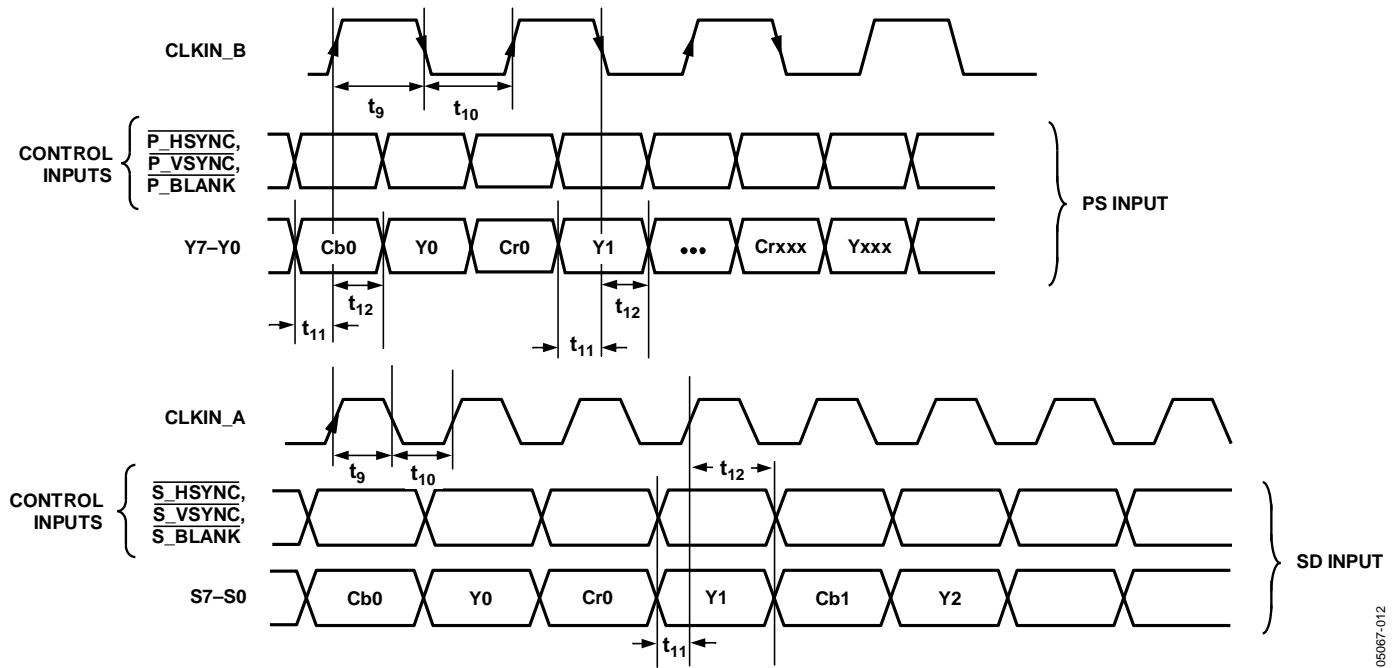 CLKIN_B
t9
t10
CONTROL
INPUTS
P_HSYNC,
P_VSYNC,
P_BLANK
PS INPUT
Y7–Y0
Cb0
Y0
Cr0
Y1
•••
Crxxx
Yxxx
t12
t12
t11
t11
CLKIN_A
t9
t10
t12
CONTROL
INPUTS
S_HSYNC,
S_VSYNC,
S_BLANK
SD INPUT
S7–S0
Cb0
Y0
Cr0
Y1
Cb1
Y2
t11
05067-012